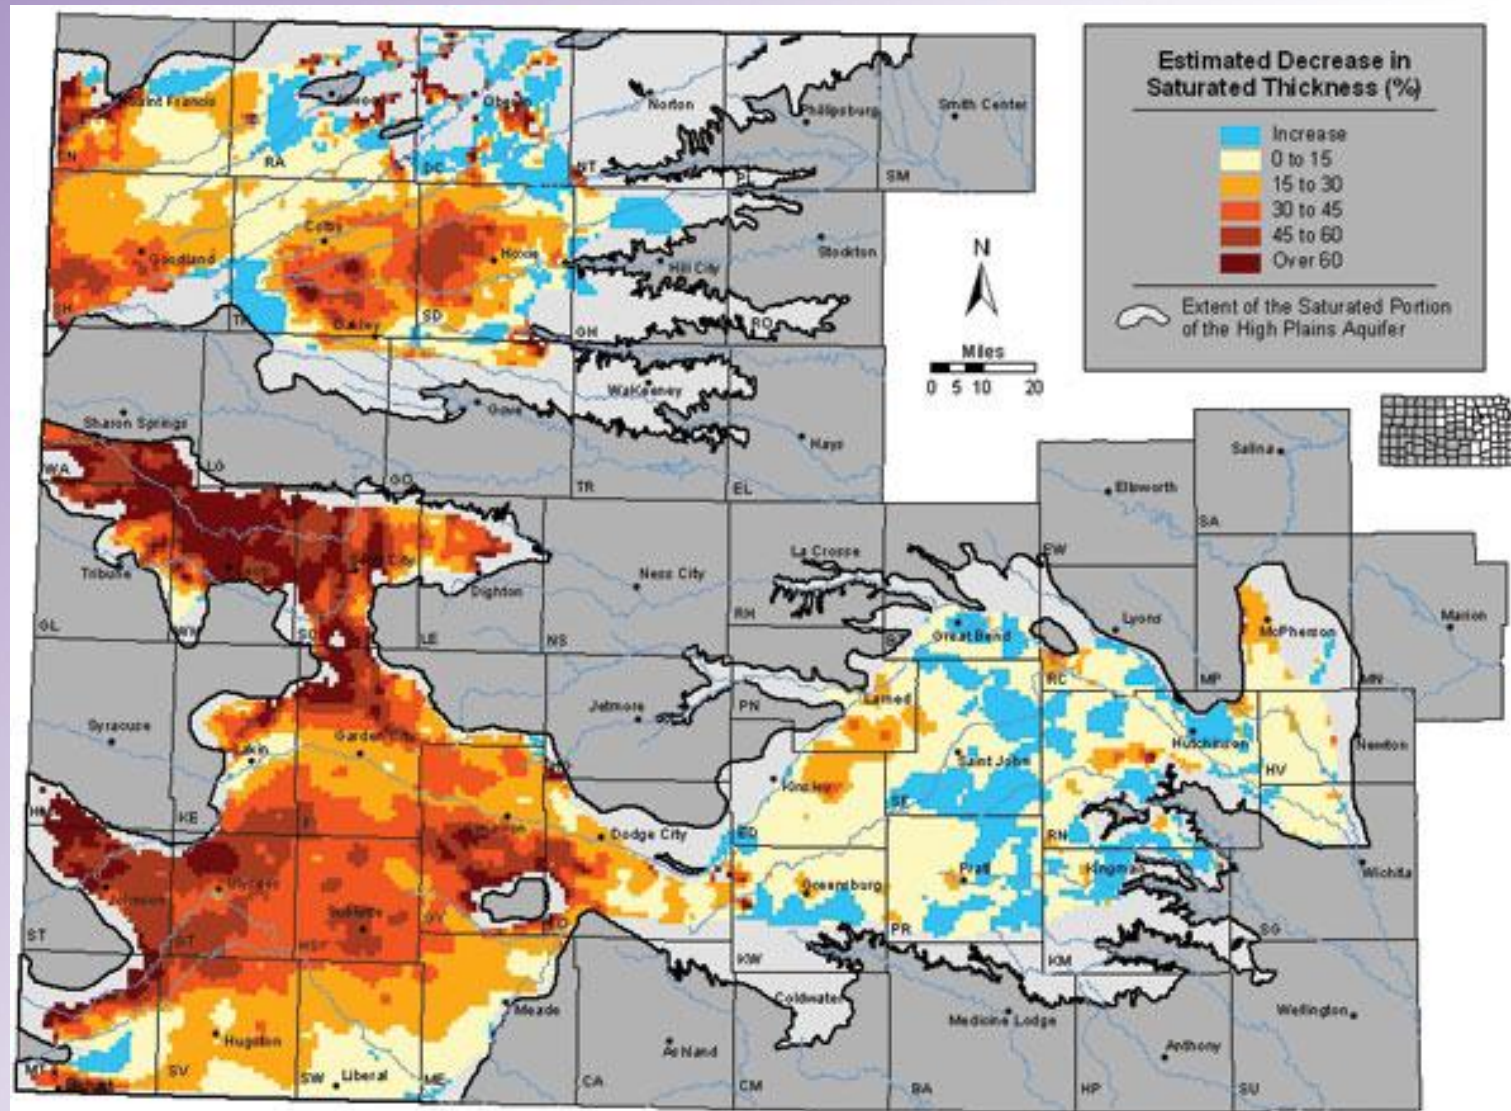 Estimated Decrease in
Saturated Thickness (%)
Increase
0 to 15
15 to 30
30 to 45
45 to 60
Over 60
Extent of the Saturated Portion
of the High Plains Aquifer
N
Miles
0 5 10 20
Saint Francis
Oberlin
Norton
Phillipsburg
Smith Center
RA
DC
NT
SM
Colby
Goodland
Hoxie
Hill City
Stockton
SH
SD
GH
RO
Oakley
WaKeeney
Gove
Hays
Sharon Springs
WA
LG
GO
TR
EL
Salina
Ellsworth
SA
EW
La Crosse
Ness City
Tribune
Dighton
Lyons
Marion
McPherson
Great Bend
GL
LE
NS
RH
RC
MP
MN
Larned
PN
Jetmore
Syracuse
Garden City
Lakin
Hutchinson
Newton
Saint John
Kinsley
HV
KE
SF
ED
RN
Dodge City
Pratt
Kingman
Greensburg
Wichita
Ulysses
Johnson
ST
GY
PR
SG
KW
KM
Coldwater
Meade
Medicine Lodge
Wellington
Hugoton
Ashland
Anthony
MT
SV
SW
Liberal
ME
CA
CM
BA
HP
SU